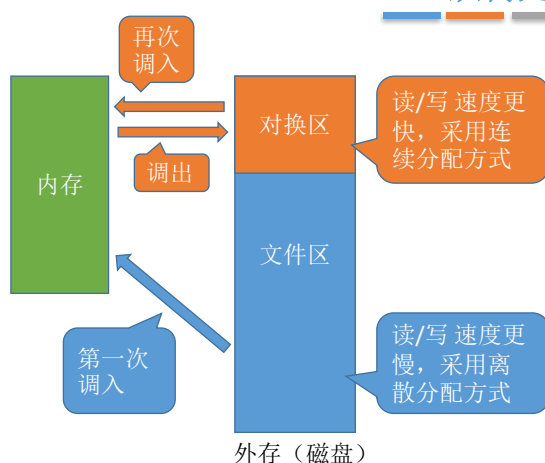 再次
调入
调出
内存
对换区
读/写 速度更
快，采用连
续分配方式
文件区
第一次
调入
读/写 速度更
慢，采用离
散分配方式
外存（磁盘）